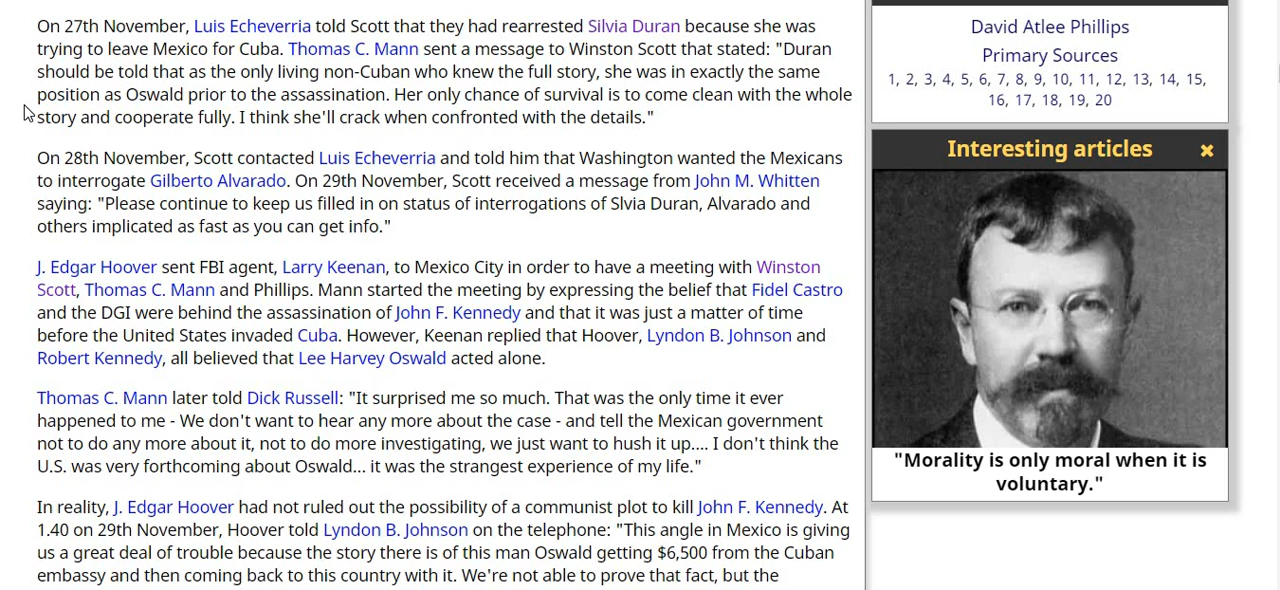 On 27th November, Luis Echeverria told Scott that they had rearrested Silvia Duran because she was
trying to leave Mexico for Cuba. Thomas C. Mann sent a message to Winston Scott that stated: "Duran
should be told that as the only living non-Cuban who knew the full story, she was in exactly the same
position as Oswald prior to the assassination. Her only chance of survival is to come clean with the whole
story and cooperate fully. I think she'll crack when confronted with the details."
On 28th November, Scott contacted Luis Echeverria and told him that Washington wanted the Mexicans
to interrogate Gilberto Alvarado. On 29th November, Scott received a message from John M. Whitten
saying: "Please continue to keep us filled in on status of interrogations of Slvia Duran, Alvarado and
others implicated as fast as you can get info."
J. Edgar Hoover sent FBI agent, Larry Keenan, to Mexico City in order to have a meeting with Winston
Scott, Thomas C. Mann and Phillips. Mann started the meeting by expressing the belief that Fidel Castro
and the DGI were behind the assassination of John F. Kennedy and that it was just a matter of time
before the United States invaded Cuba. However, Keenan replied that Hoover, Lyndon B. Johnson and
Robert Kennedy, all believed that Lee Harvey Oswald acted alone.
Thomas C. Mann later told Dick Russell: "It surprised me so much. That was the only time it ever
happened to me - We don't want to hear any more about the case - and tell the Mexican government
not to do any more about it, not to do more investigating, we just want to hush it up.... I don't think the
U.S. was very forthcoming about Oswald... it was the strangest experience of my life."
In reality, J. Edgar Hoover had not ruled out the possibility of a communist plot to kill John F. Kennedy. At
1.40 on 29th November, Hoover told Lyndon B. Johnson on the telephone: "This angle in Mexico is giving
us a great deal of trouble because the story there is of this man Oswald getting $6,500 from the Cuban
embassy and then coming back to this country with it. We're not able to prove that fact, but the
David Atlee Phillips
Primary Sources
1, 2, 3, 4, 5, 6, 7, 8, 9, 10, 11, 12, 13, 14, 15,
16, 17, 18, 19, 20
Interesting articles
"Morality is only moral when it is
voluntary."